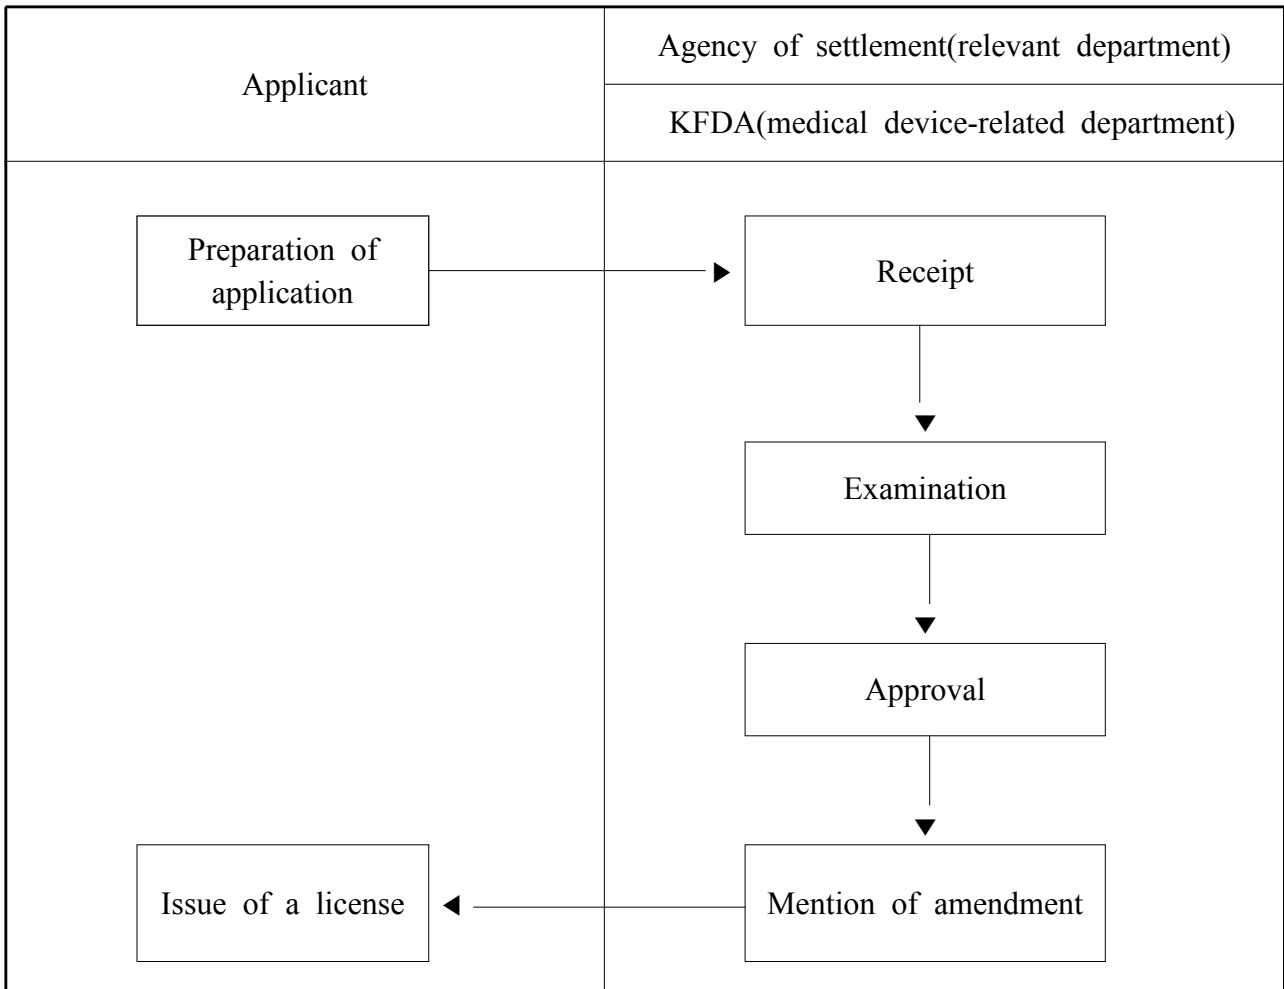 Applicant
Agency of settlement(relevant department)
KFDA(medical device-related department)
Preparation of
application
Receipt
Examination
Approval
Issue of a license
Mention of amendment